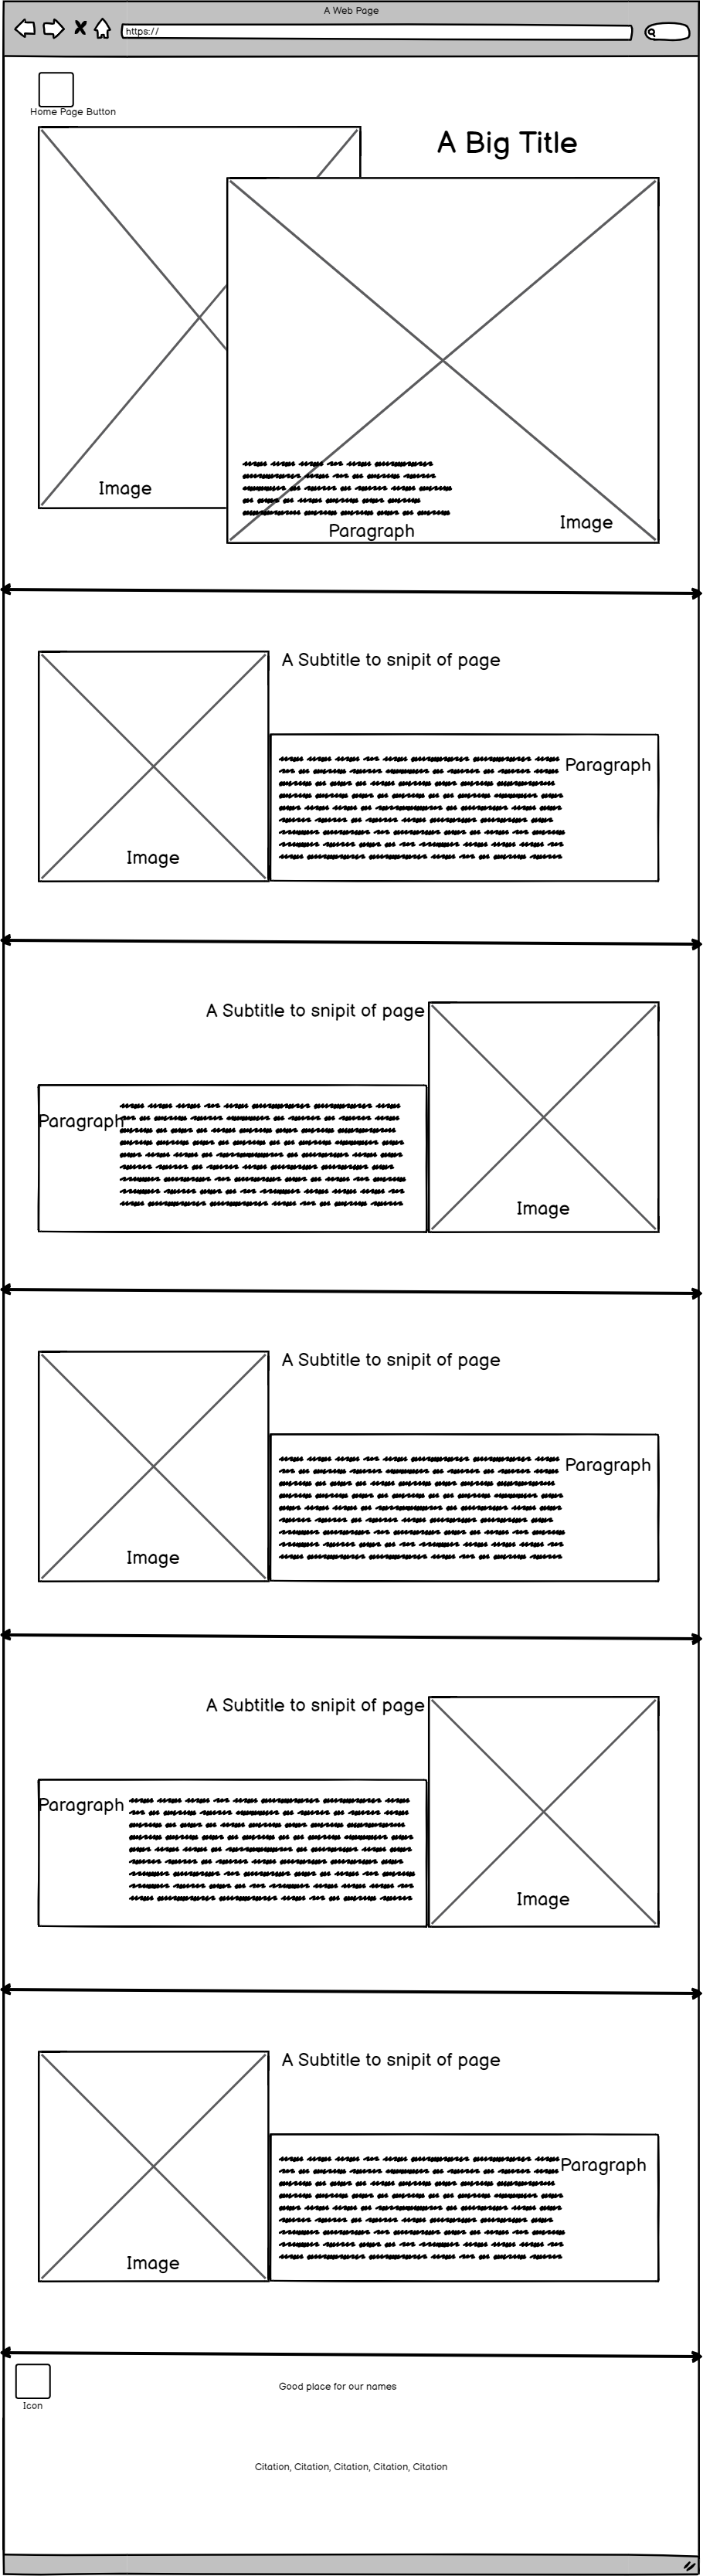 A Web Page
https://
Home Page Button
A Big Title
Image
Paragraph
Image
A Subtitle to snipit of page
Paragraph
Image
A Subtitle to snipit of page
Paragraph
Image
A Subtitle to snipit of page
Paragraph
Image
A Subtitle to snipit of page
Paragraph
Image
A Subtitle to snipit of page
Paragraph
Image
Good place for our names
Icon
Citation, Citation, Citation, Citation, Citation